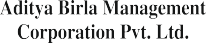 Aditya Birla Management
Corporation Pvt. Ltd.